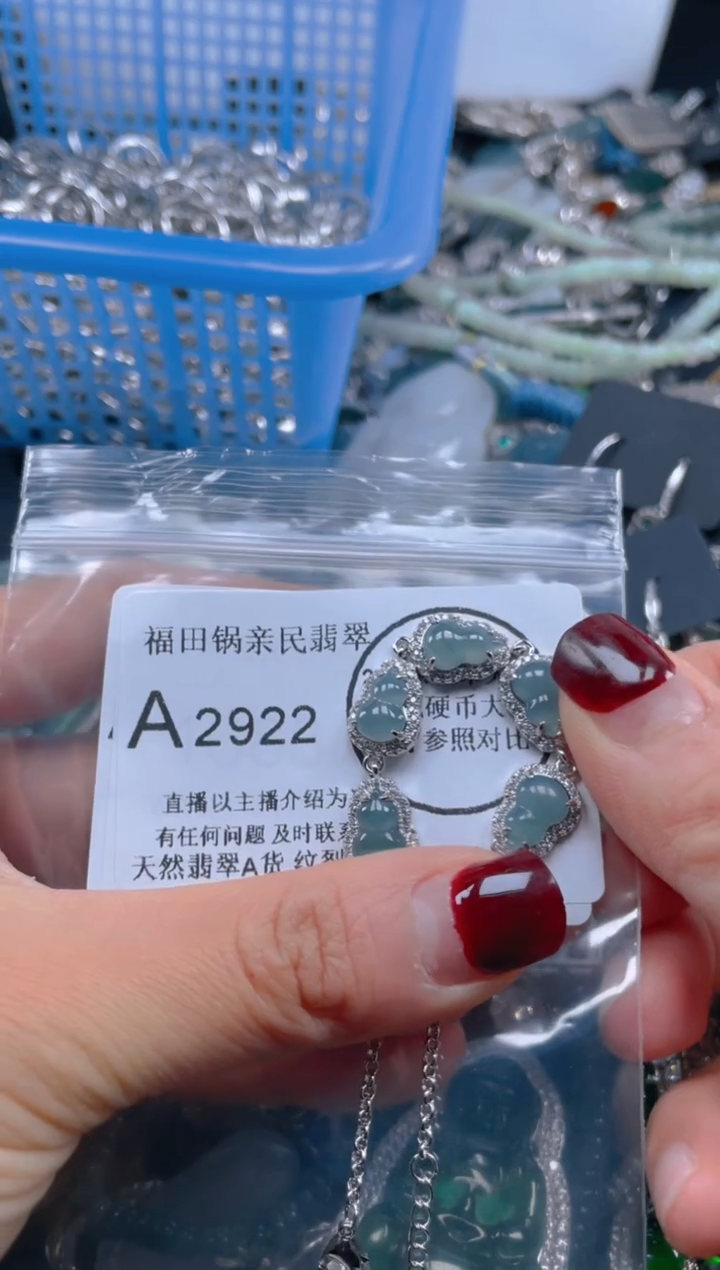 福田锅亲民翡翠
A2922
硬币大
参照对比
直播以主播介绍为
有任何问题 及时联系
天然翡翠A货 纹裂